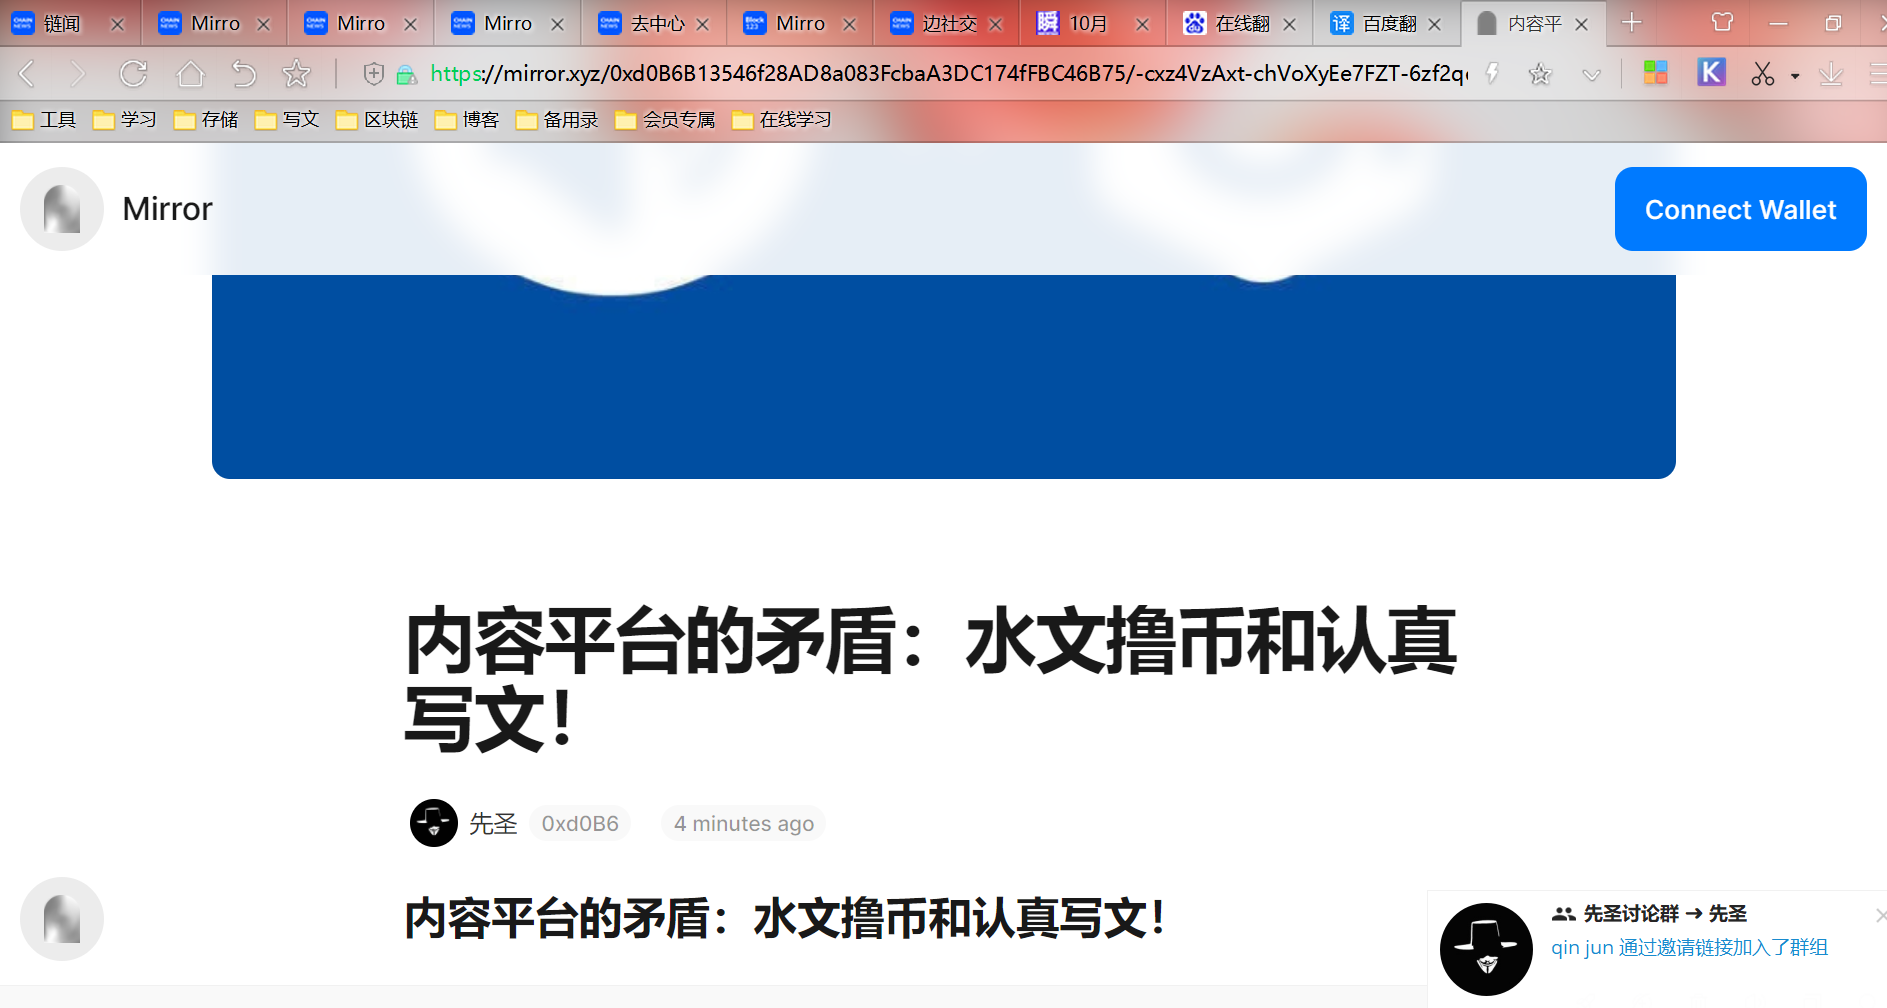 链闻
Mirro
Mirro
Mirro
去中心
Mirro
边社交
10月
在线翻
百度翻
内容平
https://mirror.xyz/0xd0B6B13546f28AD8a083FcbaA3DC174fFBC46B75/-cxz4VzAxt-chVoXyEe7FZT-6zf2q
工具 学习 存储 写文 区块链 博客 备用录 会员专属 在线学习
Mirror
Connect Wallet
内容平台的矛盾：水文撸币和认真
写文！
先圣 0xd0B6 4 minutes ago
内容平台的矛盾：水文撸币和认真写文！
先圣讨论群 → 先圣
qin jun 通过邀请链接加入了群组